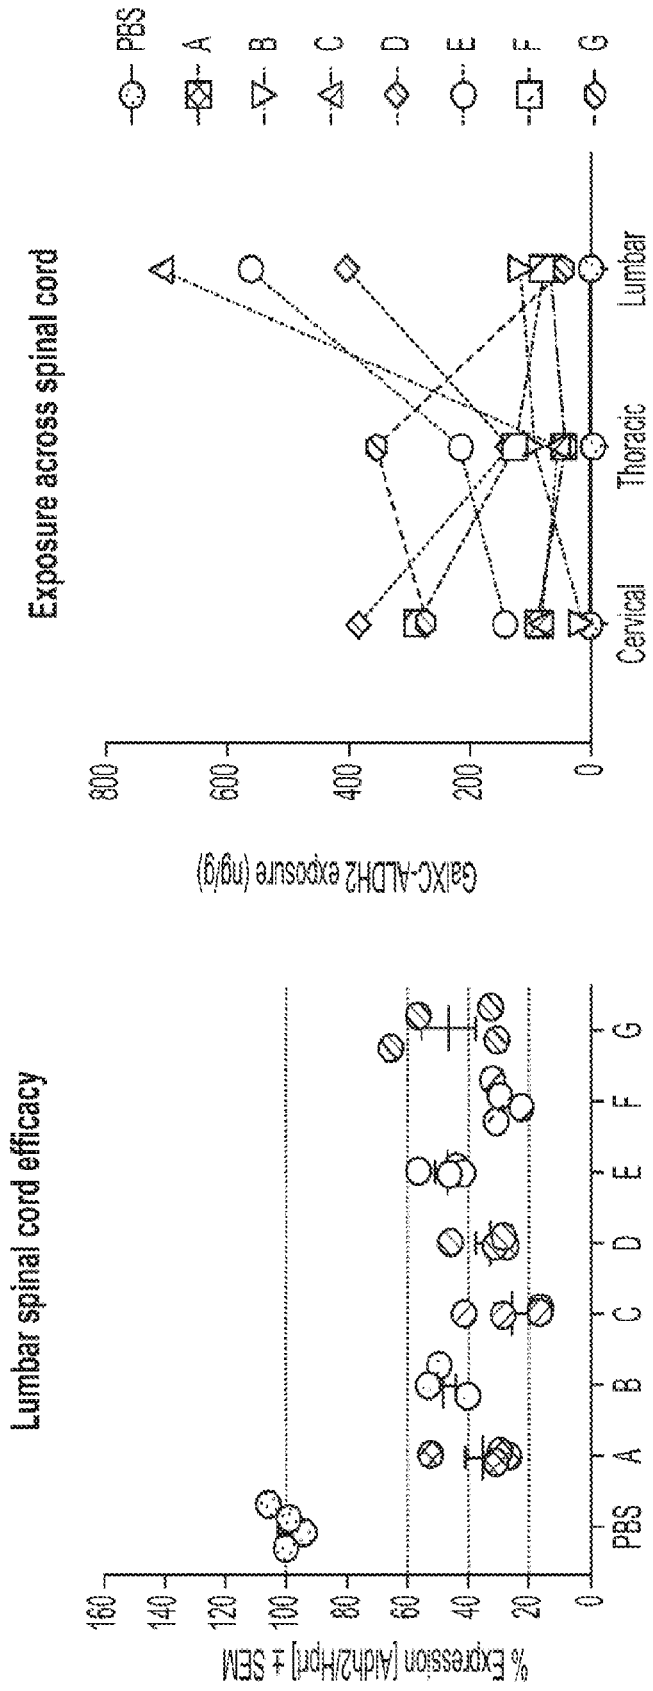 Lumbar spinal cord efficacy
% Expression [Aldh2/Hprt] ± SEM
160
140
120
100
80
60
40
20
0
PBS A B C D E F G
Exposure across spinal cord
GalXC-ALDH2 exposure (ng/g)
800
600
400
200
0
Cervical Thoracic Lumbar
PBS
A
B
C
D
E
F
G